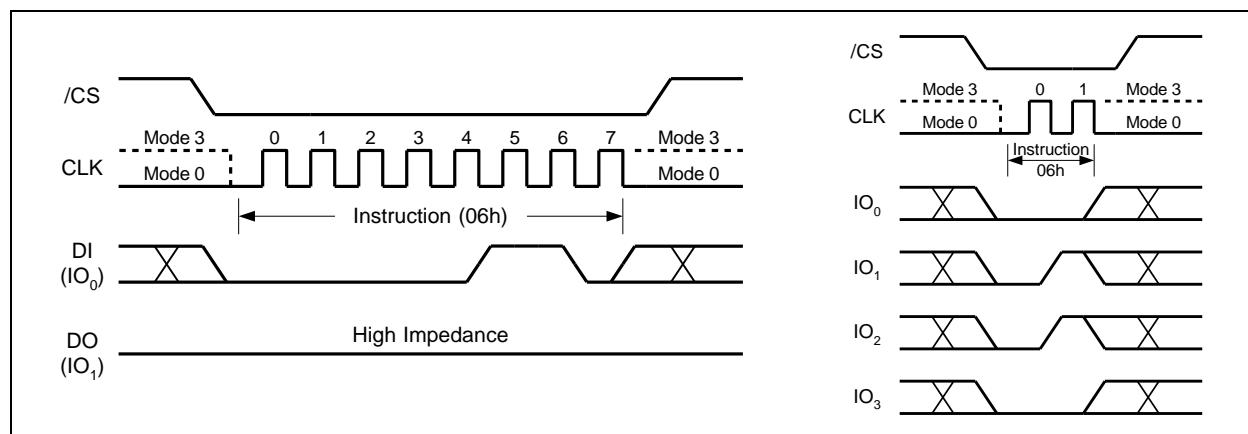 /CS
Mode 3 0 1 2 3 4 5 6 7 Mode 3
CLK Mode 0 Mode 0
Instruction (06h)
DI
(IO0)
High Impedance
DO
(IO1)
/CS
Mode 3 0 1 Mode 3
CLK Mode 0 Mode 0
Instruction
06h
IO0
IO1
IO2
IO3